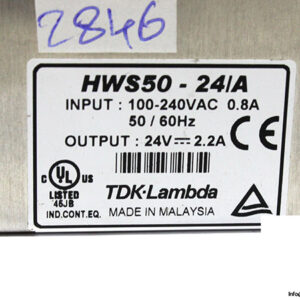 2846
HWS50 - 24/A
INPUT : 100-240VAC 0.8A
50 / 60Hz
OUTPUT : 24V 2.2A
C UL US
LISTED
46JB
IND.CONT.EQ.
TDK-Lambda
MADE IN MALAYSIA
CE